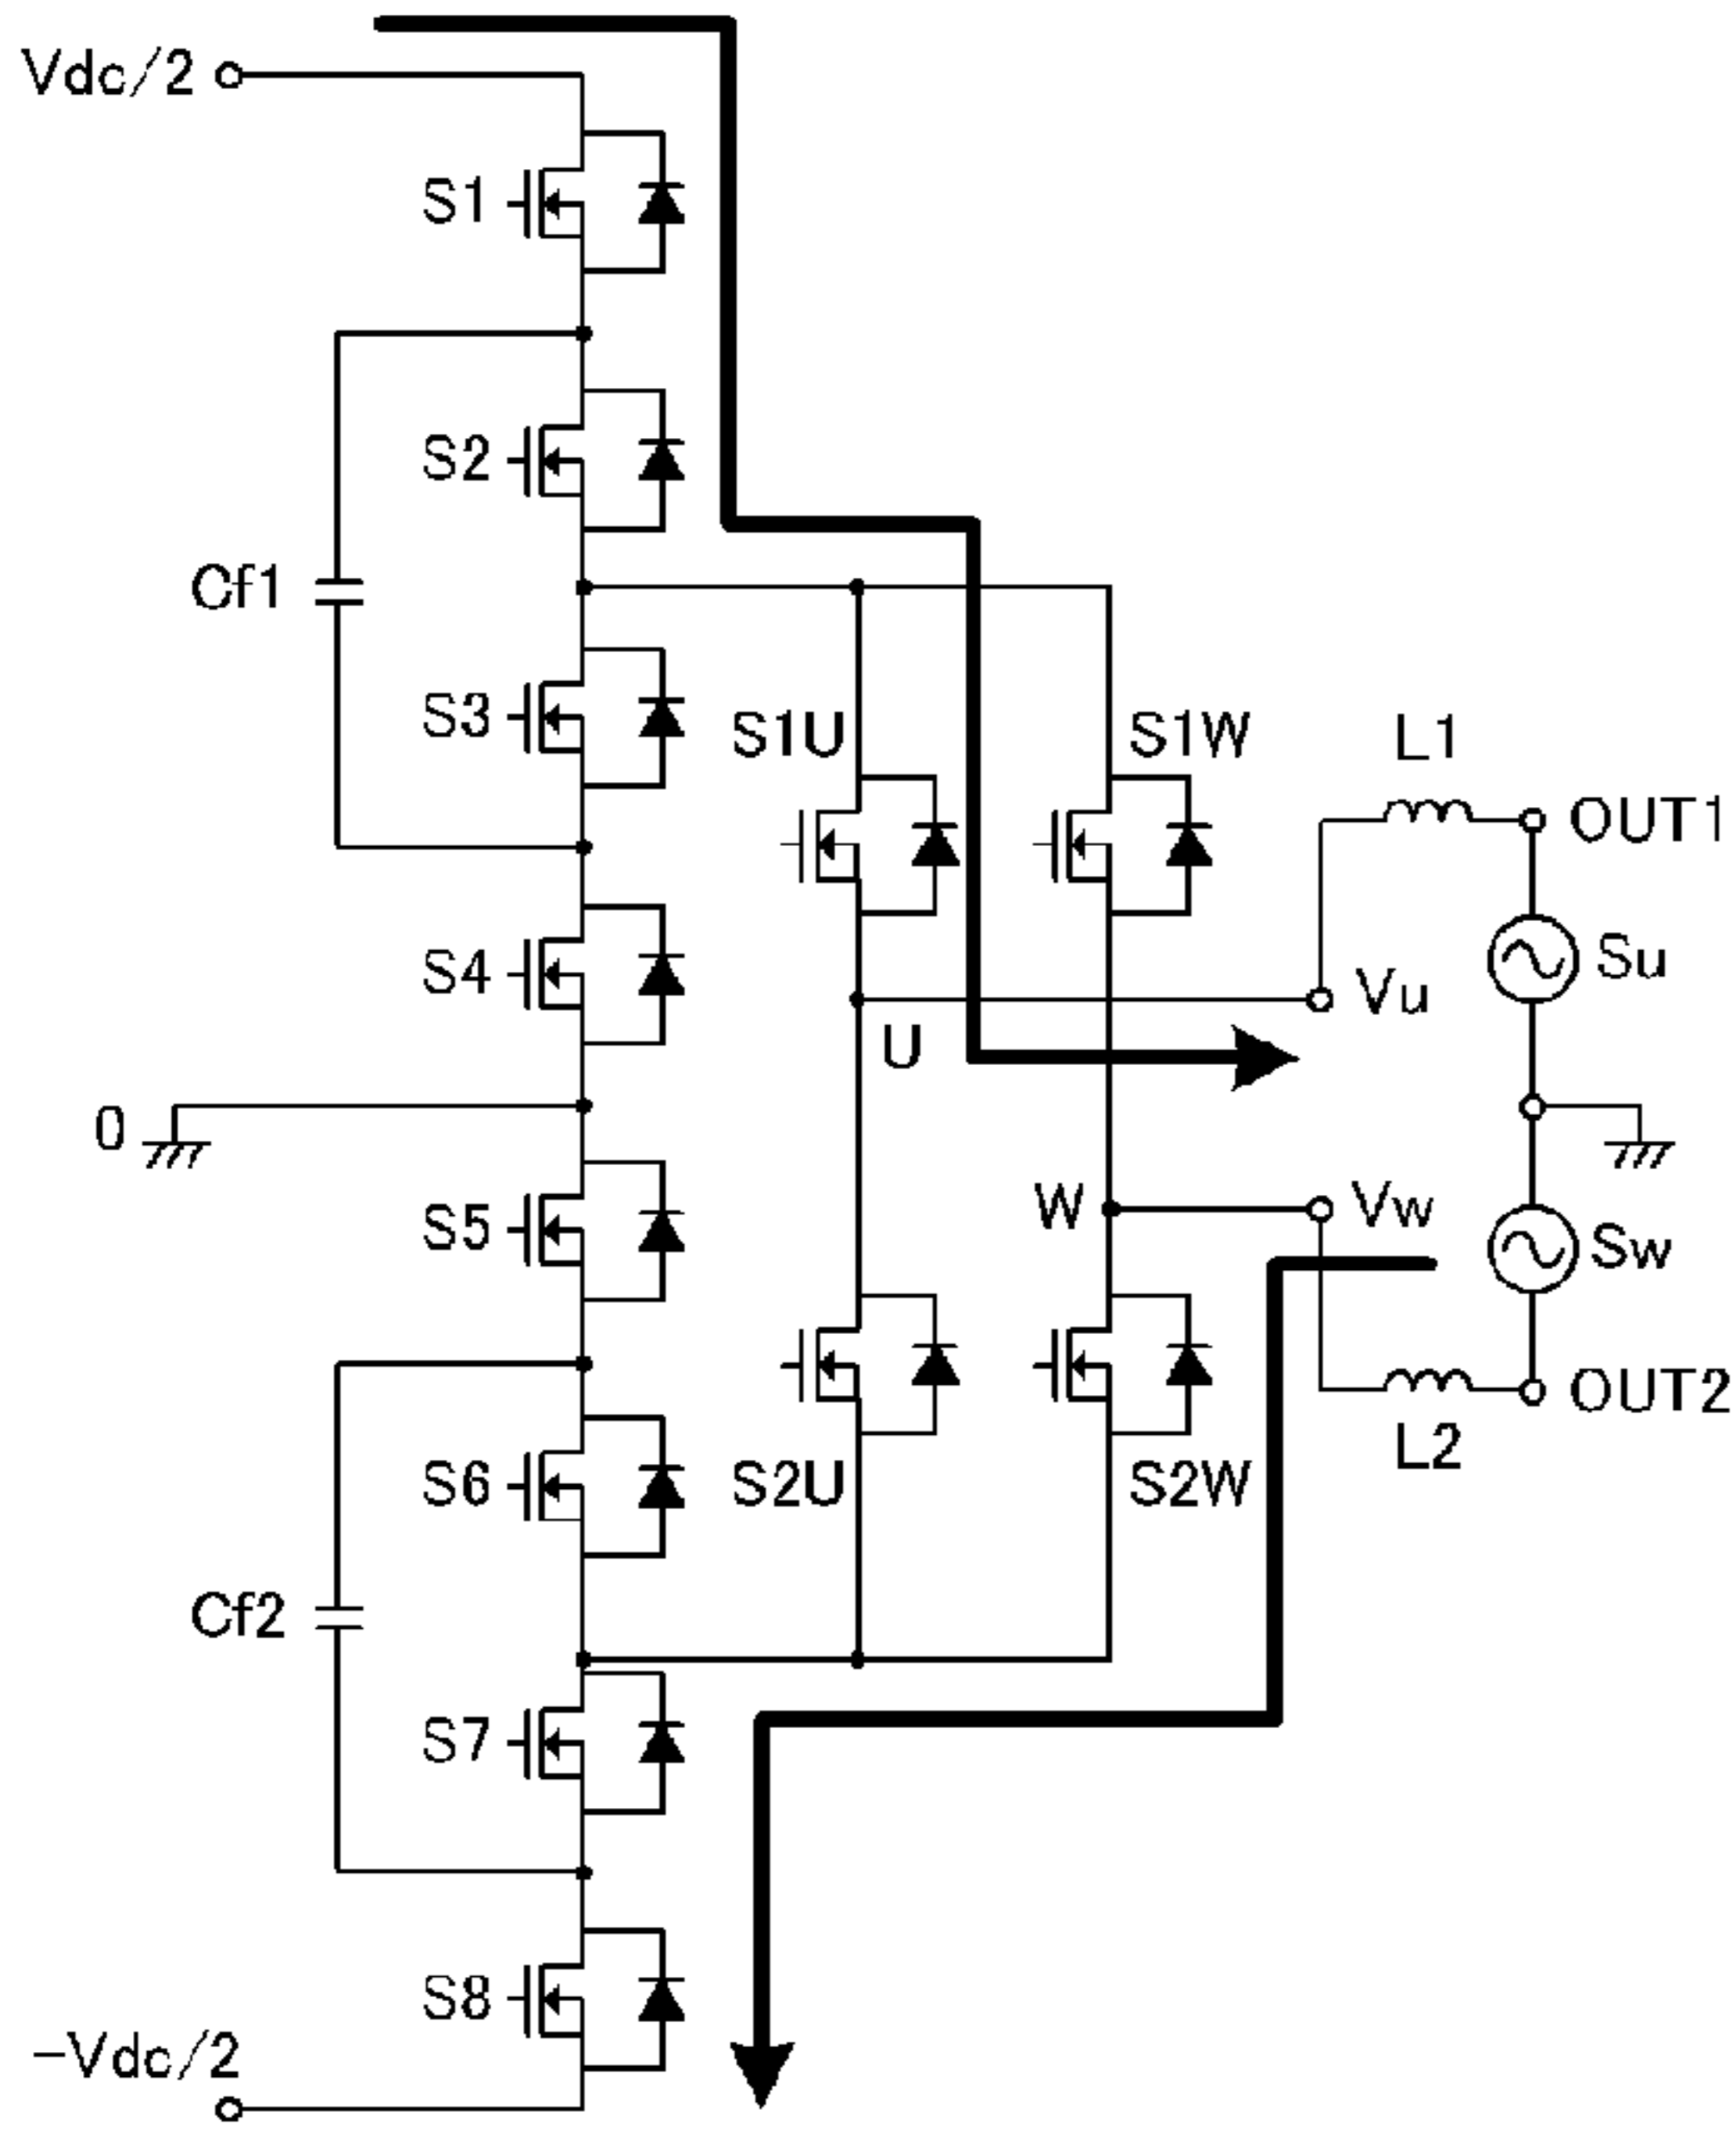 Vdc/2
S1
S2
Cf1
S3
S1U
S1W
L1
OUT1
S4
Su
Vu
U
0
S5
W
Vw
Sw
OUT2
L2
S6
S2U
S2W
Cf2
S7
S8
-Vdc/2